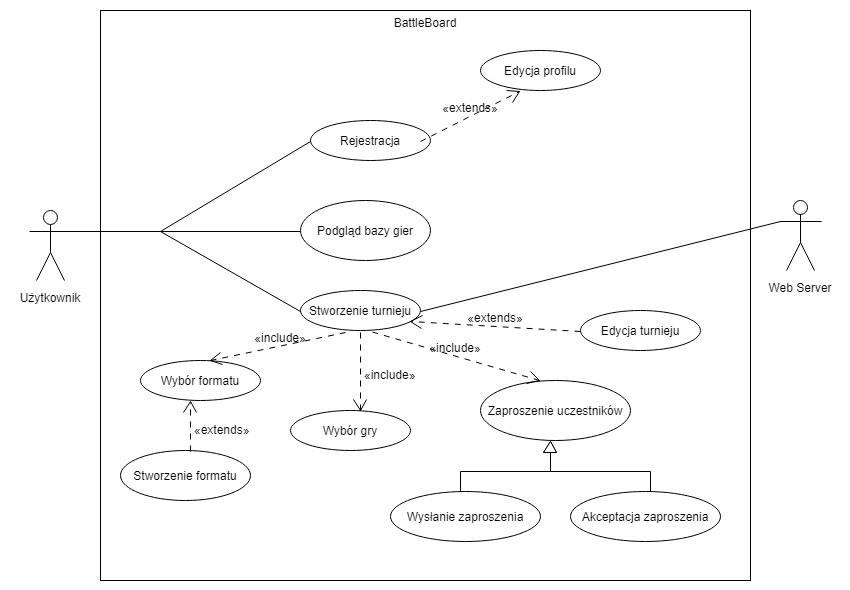 BattleBoard
Edycja profilu
«extends»
Rejestracja
Podgląd bazy gier
Użytkownik
Web Server
Stworzenie turnieju
«extends»
Edycja turnieju
«include»
«include»
«include»
Wybór formatu
Zaproszenie uczestników
Wybór gry
«extends»
Stworzenie formatu
Wysłanie zaproszenia
Akceptacja zaproszenia